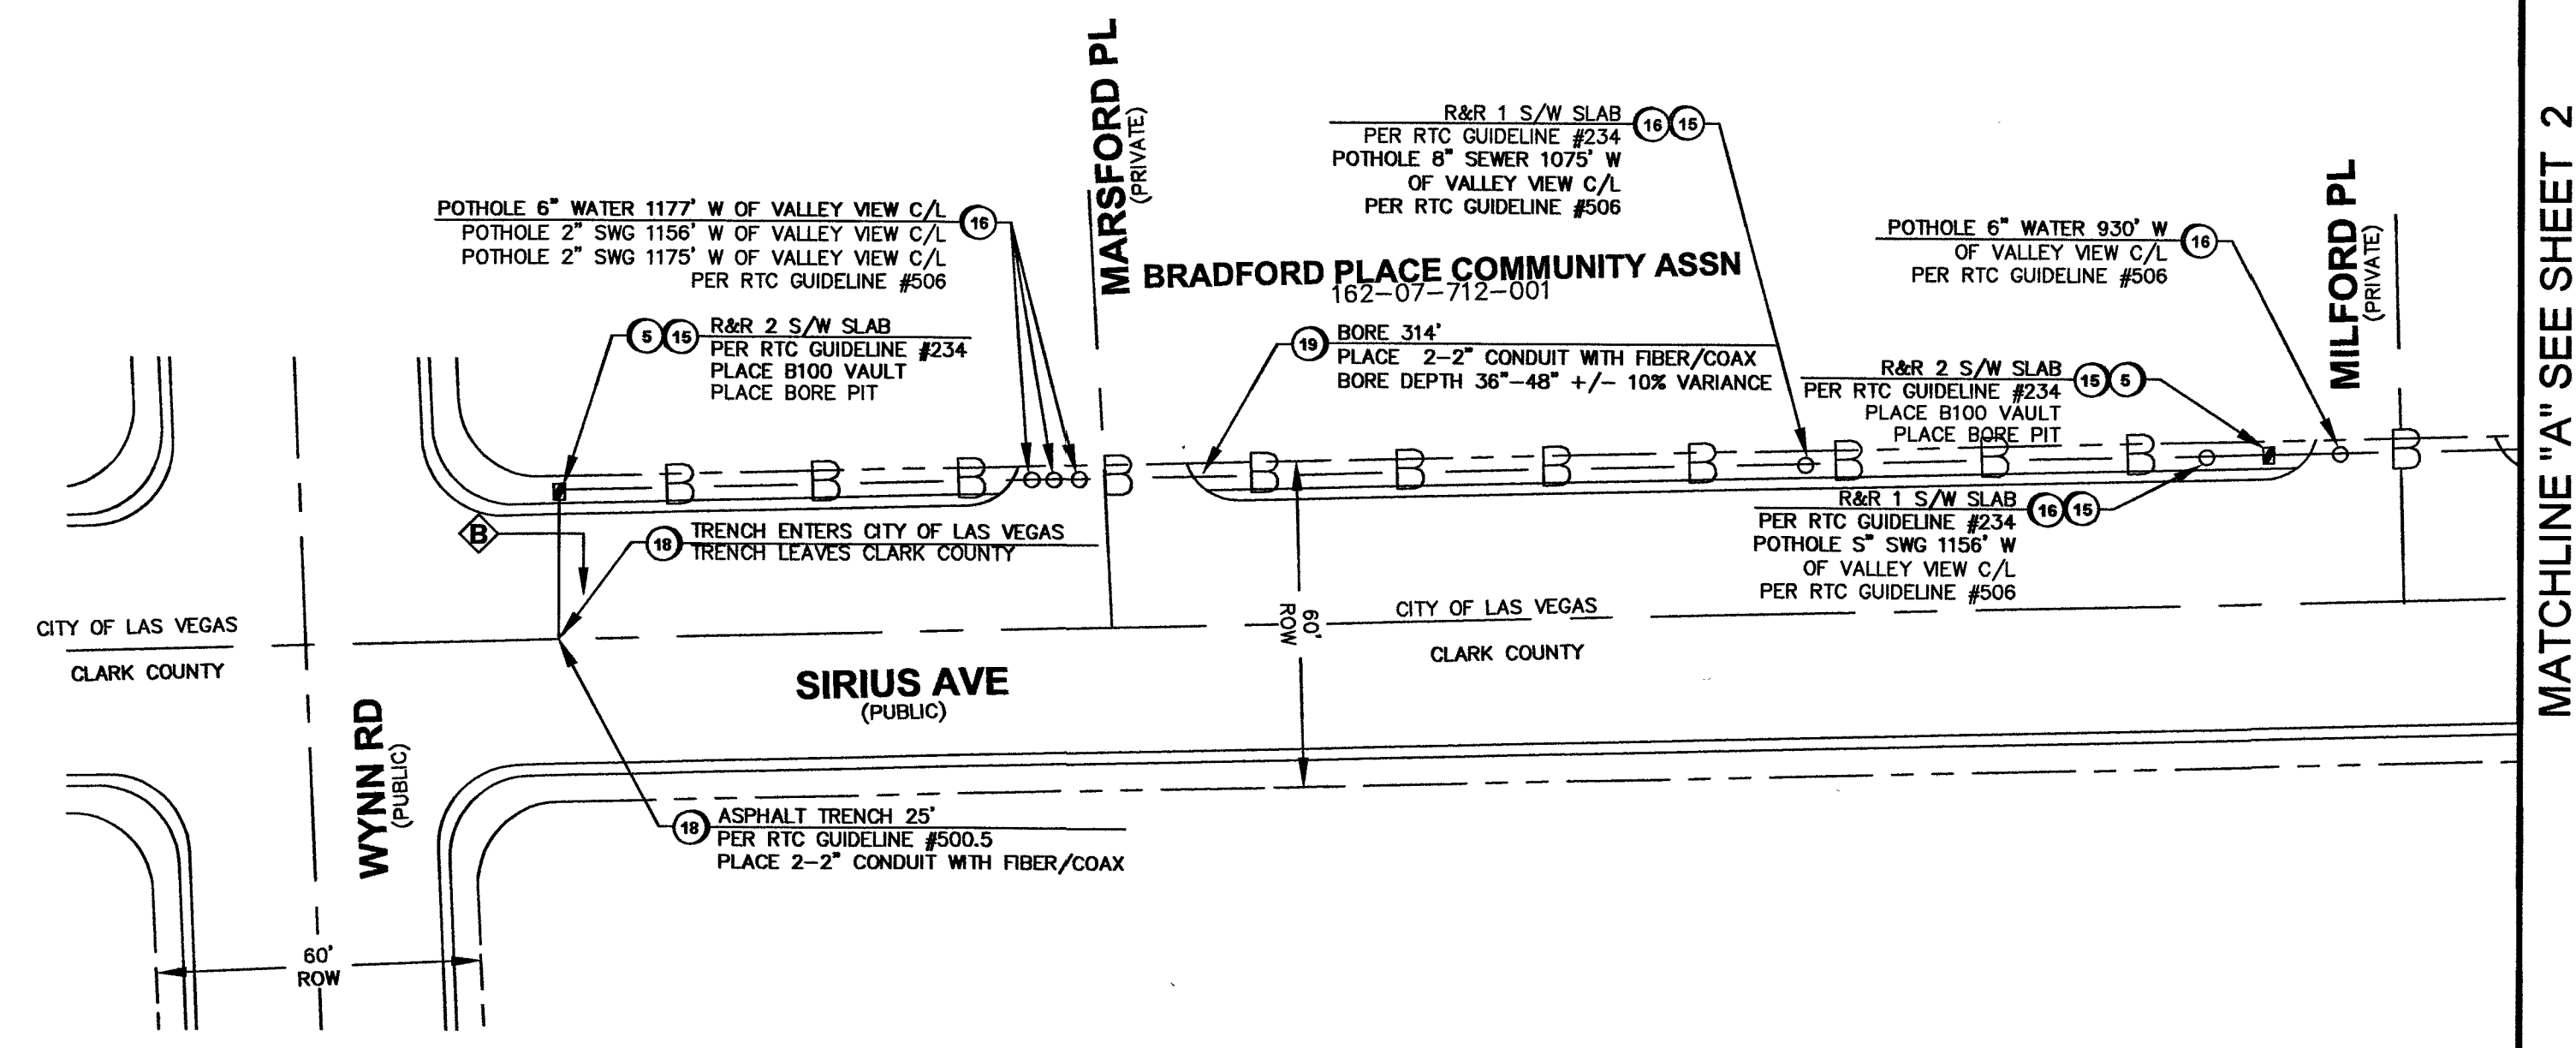 MARSFORD PL
(PRIVATE)
R&R 1 S/W SLAB
PER RTC GUIDELINE #234
POTHOLE 8" SEWER 1075' W
OF VALLEY VIEW C/L
PER RTC GUIDELINE #506
16
15
POTHOLE 6" WATER 1177' W OF VALLEY VIEW C/L
POTHOLE 2" SWG 1156' W OF VALLEY VIEW C/L
POTHOLE 2" SWG 1175' W OF VALLEY VIEW C/L
PER RTC GUIDELINE #506
16
POTHOLE 6" WATER 930' W
OF VALLEY VIEW C/L
PER RTC GUIDELINE #506
16
MILFORD PL
(PRIVATE)
BRADFORD PLACE COMMUNITY ASSN
162-07-712-001
5
15
R&R 2 S/W SLAB
PER RTC GUIDELINE #234
PLACE B100 VAULT
PLACE BORE PIT
19
BORE 314'
PLACE 2-2" CONDUIT WITH FIBER/COAX
BORE DEPTH 36"-48" +/- 10% VARIANCE
R&R 2 S/W SLAB
PER RTC GUIDELINE #234
PLACE B100 VAULT
PLACE BORE PIT
15
5
B B B B B B B B B B B B
R&R 1 S/W SLAB
PER RTC GUIDELINE #234
POTHOLE S" SWG 1156' W
OF VALLEY VIEW C/L
PER RTC GUIDELINE #506
16
15
B
18
TRENCH ENTERS CITY OF LAS VEGAS
TRENCH LEAVES CLARK COUNTY
CITY OF LAS VEGAS
CLARK COUNTY
60'
ROW
CITY OF LAS VEGAS
CLARK COUNTY
SIRIUS AVE
(PUBLIC)
WYNN RD
(PUBLIC)
18
ASPHALT TRENCH 25'
PER RTC GUIDELINE #500.5
PLACE 2-2" CONDUIT WITH FIBER/COAX
60'
ROW
MATCHLINE "A" SEE SHEET 2